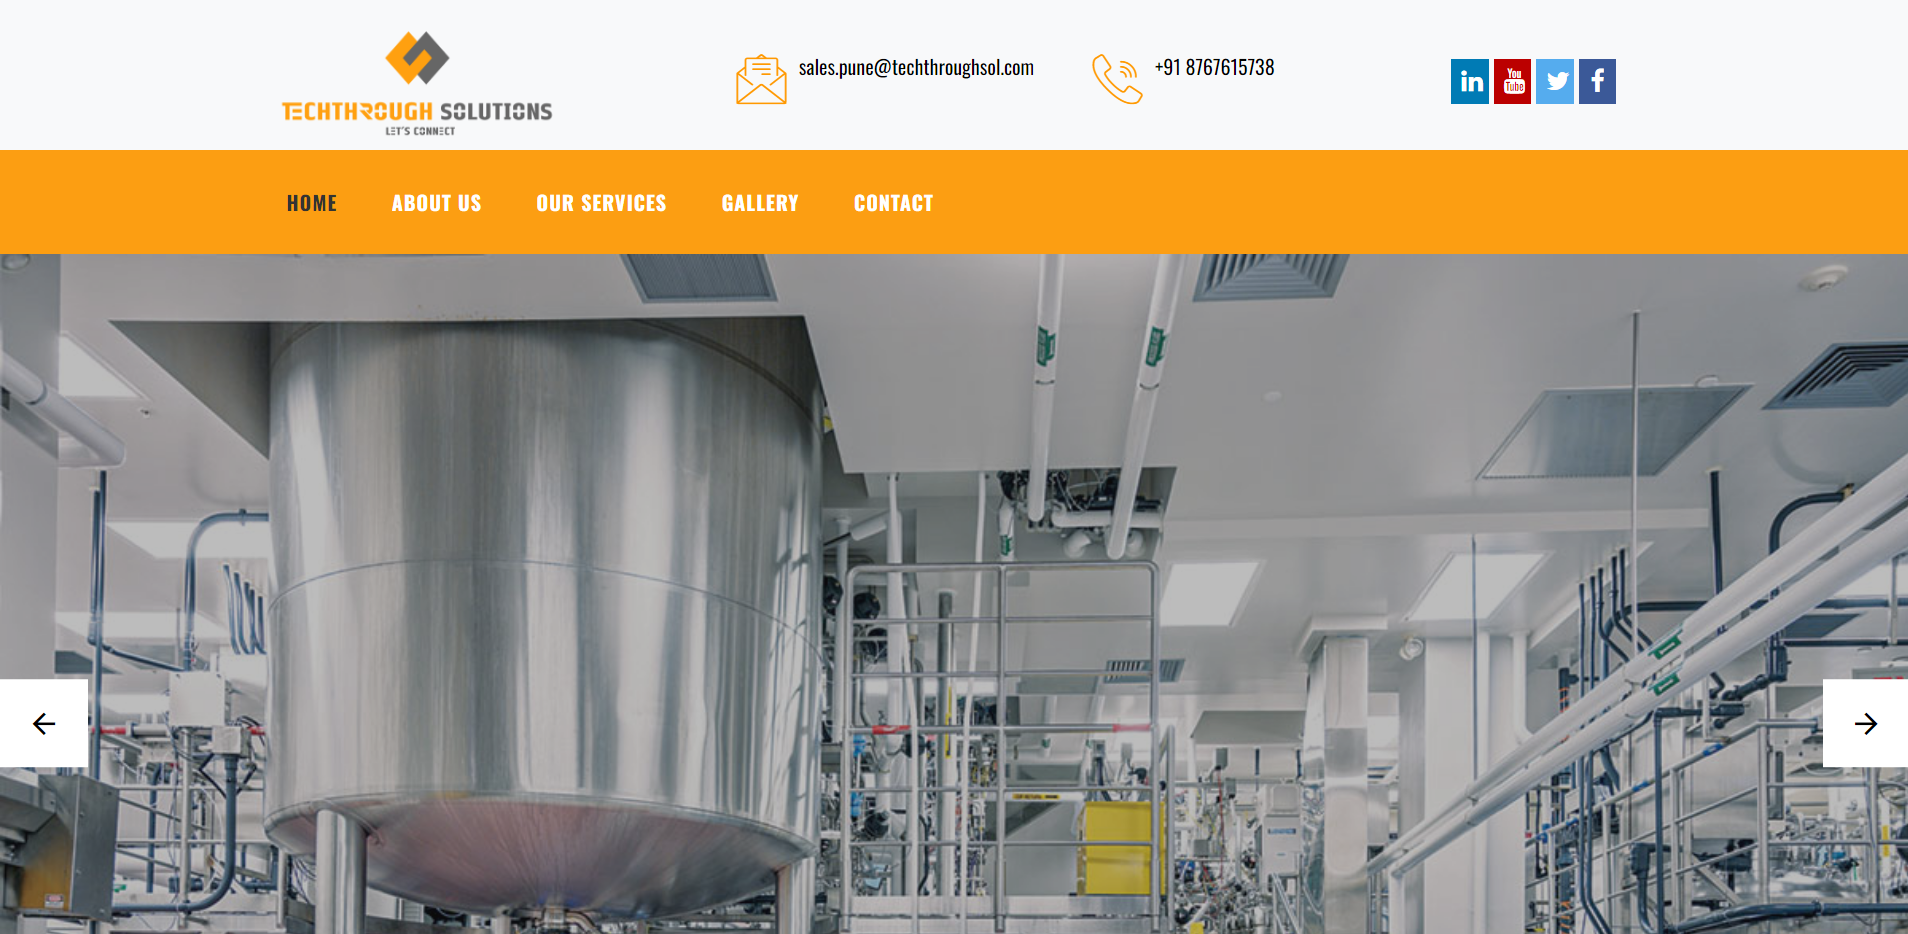 TECHTHROUGH SOLUTIONS
LET'S CONNECT
sales.pune@techthroughsol.com
+91 8767615738
in
You
Tube
f
HOME
ABOUT US
OUR SERVICES
GALLERY
CONTACT